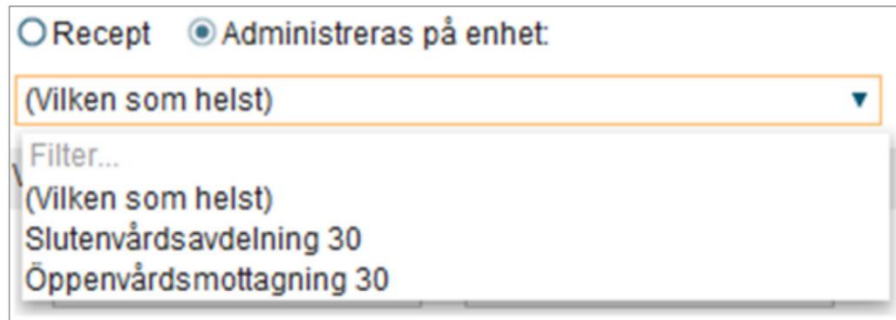 Recept Administreras på enhet:
(Vilken som helst)
Filter...
(Vilken som helst)
Slutenvårdsavdelning 30
Öppenvårdsmottagning 30